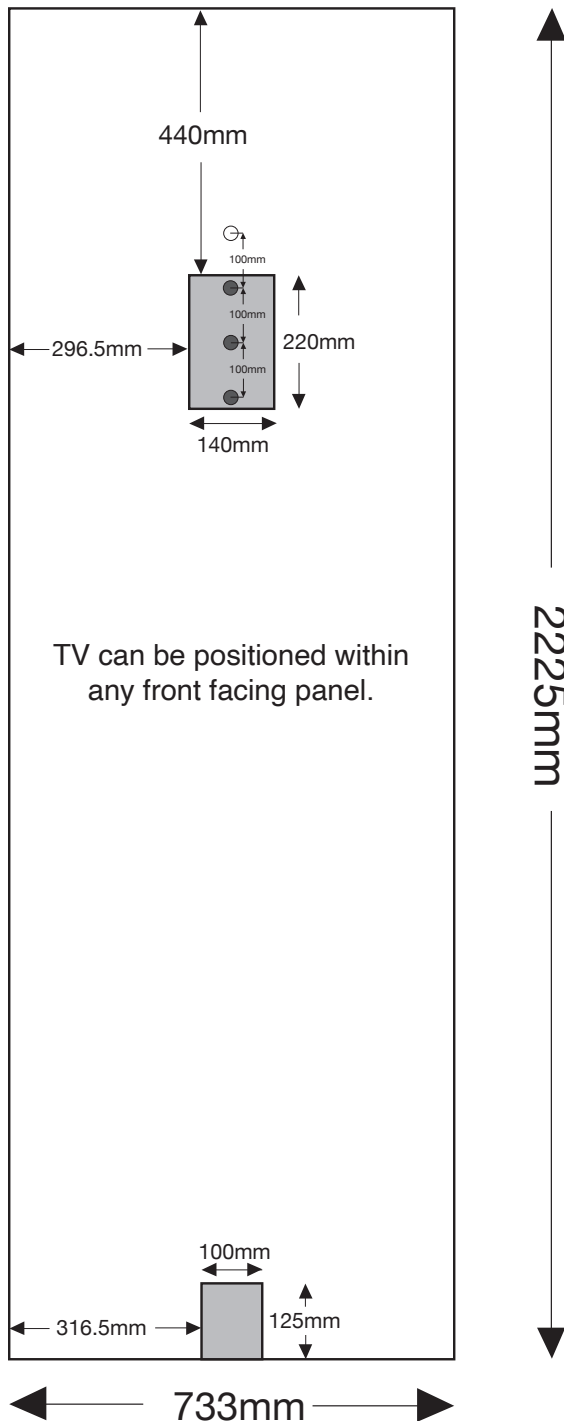 440mm
100mm
100mm
296.5mm
220mm
100mm
140mm
TV can be positioned within
any front facing panel.
2225mm
100mm
316.5mm
125mm
733mm